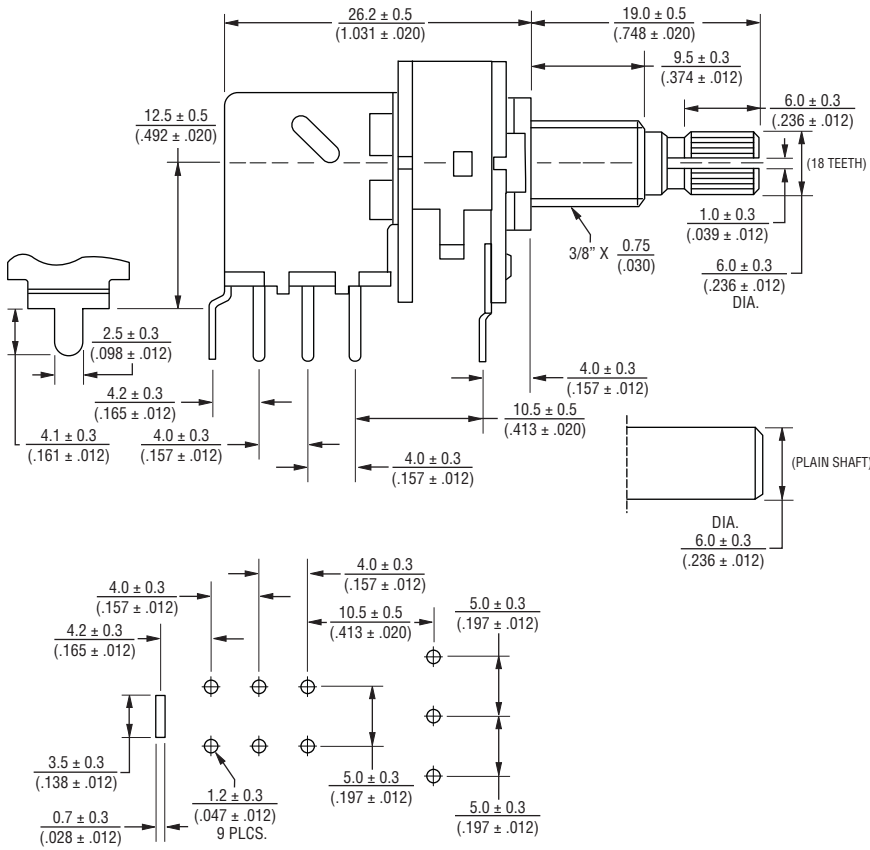 26.2 ± 0.5
(1.031 ± .020)
19.0 ± 0.5
(.748 ± .020)
9.5 ± 0.3
(.374 ± .012)
6.0 ± 0.3
(.236 ± .012)
12.5 ± 0.5
(.492 ± .020)
(18 TEETH)
1.0 ± 0.3
(.039 ± .012)
3/8” X 0.75
(.030)
6.0 ± 0.3
(.236 ± .012)
DIA.
2.5 ± 0.3
(.098 ± .012)
4.2 ± 0.3
(.165 ± .012)
4.0 ± 0.3
(.157 ± .012)
4.1 ± 0.3
(.161 ± .012)
4.0 ± 0.3
(.157 ± .012)
10.5 ± 0.5
(.413 ± .020)
4.0 ± 0.3
(.157 ± .012)
(PLAIN SHAFT)
DIA.
6.0 ± 0.3
(.236 ± .012)
4.0 ± 0.3
(.157 ± .012)
4.0 ± 0.3
(.157 ± .012)
10.5 ± 0.5
(.413 ± .020)
5.0 ± 0.3
(.197 ± .012)
4.2 ± 0.3
(.165 ± .012)
3.5 ± 0.3
(.138 ± .012)
5.0 ± 0.3
(.197 ± .012)
5.0 ± 0.3
(.197 ± .012)
0.7 ± 0.3
(.028 ± .012)
1.2 ± 0.3
(.047 ± .012)
9 PLCS.